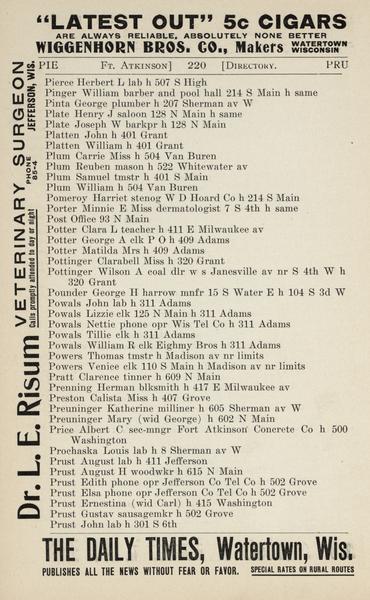 "LATEST OUT" 5c CIGARS
ARE ALWAYS RELIABLE, ABSOLUTELY NONE BETTER
WIGGENHORN BROS. CO., Makers WATERTOWN WISCONSIN
PIE Ft. Atkinson] 220 [Directory. PRU
Pierce Herbert L lab h 507 S High
Pinger William barber and pool hall 214 S Main h same
Pinta George plumber h 207 Sherman av W
Plate Henry J saloon 128 N Main h same
Plate Joseph W barkpr h 128 N Main
Platten John h 401 Grant
Platten William h 401 Grant
Plum Carrie Miss h 504 Van Buren
Plum Reuben mason h 522 Whitewater av
Plum Samuel tmstr h 401 S Main
Plum William h 504 Van Buren
Pomeroy Harriet stenog W D Hoard Co h 214 S Main
Porter Minnie E Miss dermatologist 7 S 4th h same
Post Office 93 N Main
Potter Clara L teacher h 411 E Milwaukee av
Potter George A clk P O h 409 Adams
Potter Matilda Mrs h 409 Adams
Pottinger Clarabell Miss h 320 Grant
Pottinger Wilson A coal dlr w s Janesville av nr S 4th W h
320 Grant
Pounder George H harrow mnfr 15 S Water E h 104 S 3d W
Powals John lab h 311 Adams
Powals Lizzie clk 125 N Main h 311 Adams
Powals Nettie phone opr Wis Tel Co h 311 Adams
Powals Tillie clk h 311 Adams
Powals William R clk Eighmy Bros h 311 Adams
Powers Thomas tmstr h Madison av nr limits
Powers Venice clk 110 S Main h Madison av nr limits
Pratt Clarence tinner h 609 N Main
Prenning Herman blksmith h 417 E Milwaukee av
Preston Calista Miss h 407 Grove
Preuninger Katherine milliner h 605 Sherman av W
Preuninger Mary (wid George) h 602 N Main
Price Albert C sec-mngr Fort Atkinson Concrete Co h 500
Washington
Prochaska Louis lab h 8 Sherman av W
Prust August lab h 411 Jefferson
Prust August H woodwkr h 615 N Main
Prust Edith phone opr Jefferson Co Tel Co h 502 Grove
Prust Elsa phone opr Jefferson Co Tel Co h 502 Grove
Prust Ernestina (wid Carl) h 415 Washington
Prust Gustav sausagemkr h 502 Grove
Prust John lab h 301 S 6th
Dr. L. E. Risum VETERINARY SURGEON
Calls promptly attended to day or night PHONE 85-4 JEFFERSON, WIS.
THE DAILY TIMES, Watertown, Wis.
PUBLISHES ALL THE NEWS WITHOUT FEAR OR FAVOR. SPECIAL RATES ON RURAL ROUTES